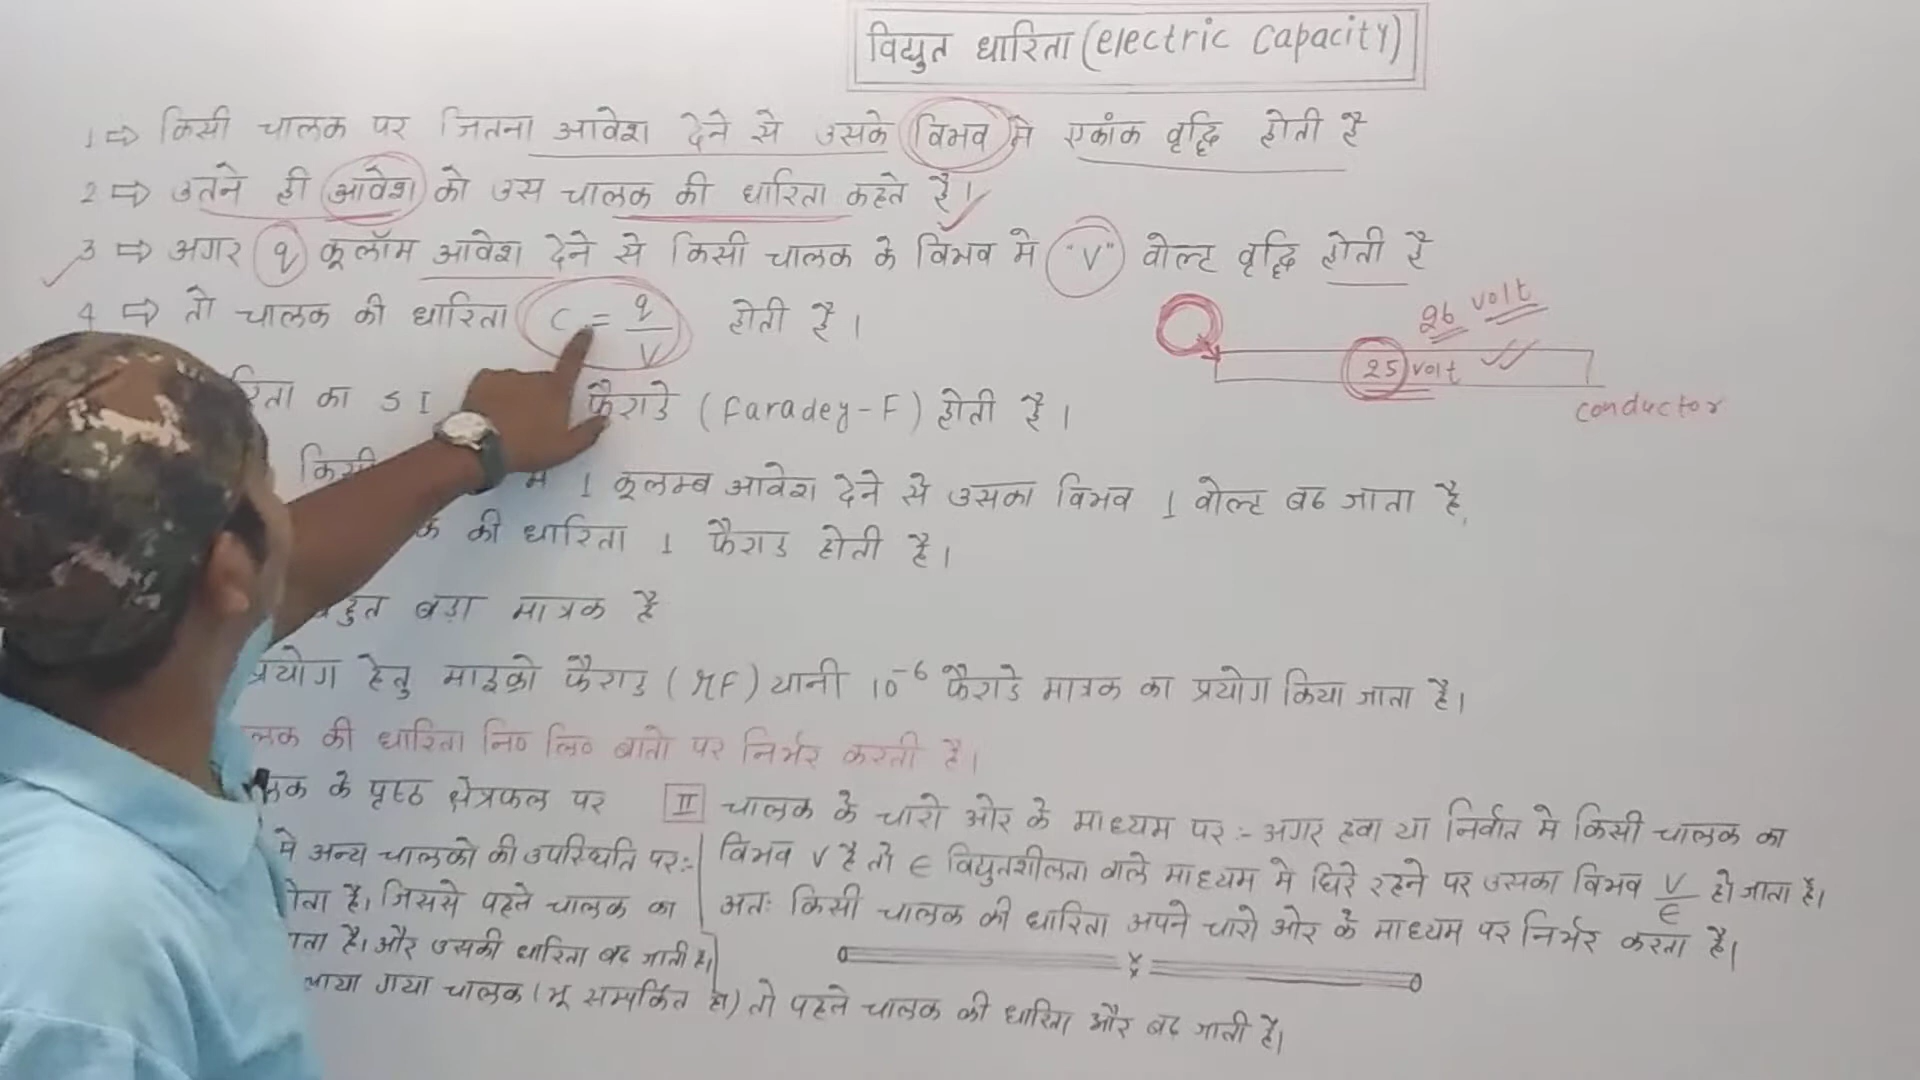 विद्युत धारिता (electric capacity)
1 ⇨ किसी चालक पर जितना आवेश देने से उसके विभव मे एकांक वृद्धि होती है
2 ⇨ उतने ही आवेश को उस चालक की धारिता कहते है।
3 ⇨ अगर q कूलॉम आवेश देने से किसी चालक के विभव मे "V" वोल्ट वृद्धि होती है
4 ⇨ तो चालक की धारिता C = q/V होती है।
26 volt
25 volt
conductor
रिता का S I फैराडे (Faradey-F) होती है।
किसी मे 1 कूलम्ब आवेश देने से उसका विभव 1 वोल्ट बढ जाता है,
क की धारिता 1 फैराड होती है।
बहुत बड़ा मात्रक है
प्रयोग हेतु माइक्रो फैराड (μF) यानी 10⁻⁶ फैराडे मात्रक का प्रयोग किया जाता है।
लक की धारिता नि० लि० बातो पर निर्भर करती है।
लक के पृष्ठ क्षेत्रफल पर
II चालक के चारो ओर के माध्यम पर :- अगर हवा या निर्वात मे किसी चालक का
विभव V है तो ∈ विद्युतशीलता वाले माध्यम मे घिरे रहने पर उसका विभव V/∈ हो जाता है।
अतः किसी चालक की धारिता अपने चारो ओर के माध्यम पर निर्भर करता है।
मे अन्य चालको की उपस्थिति पर:-
होता है, जिससे पहले चालक का
जाता है। और उसकी धारिता बढ जाती है।
लाया गया चालक (भू सम्पर्कित हो) तो पहले चालक की धारिता और बढ जाती है।